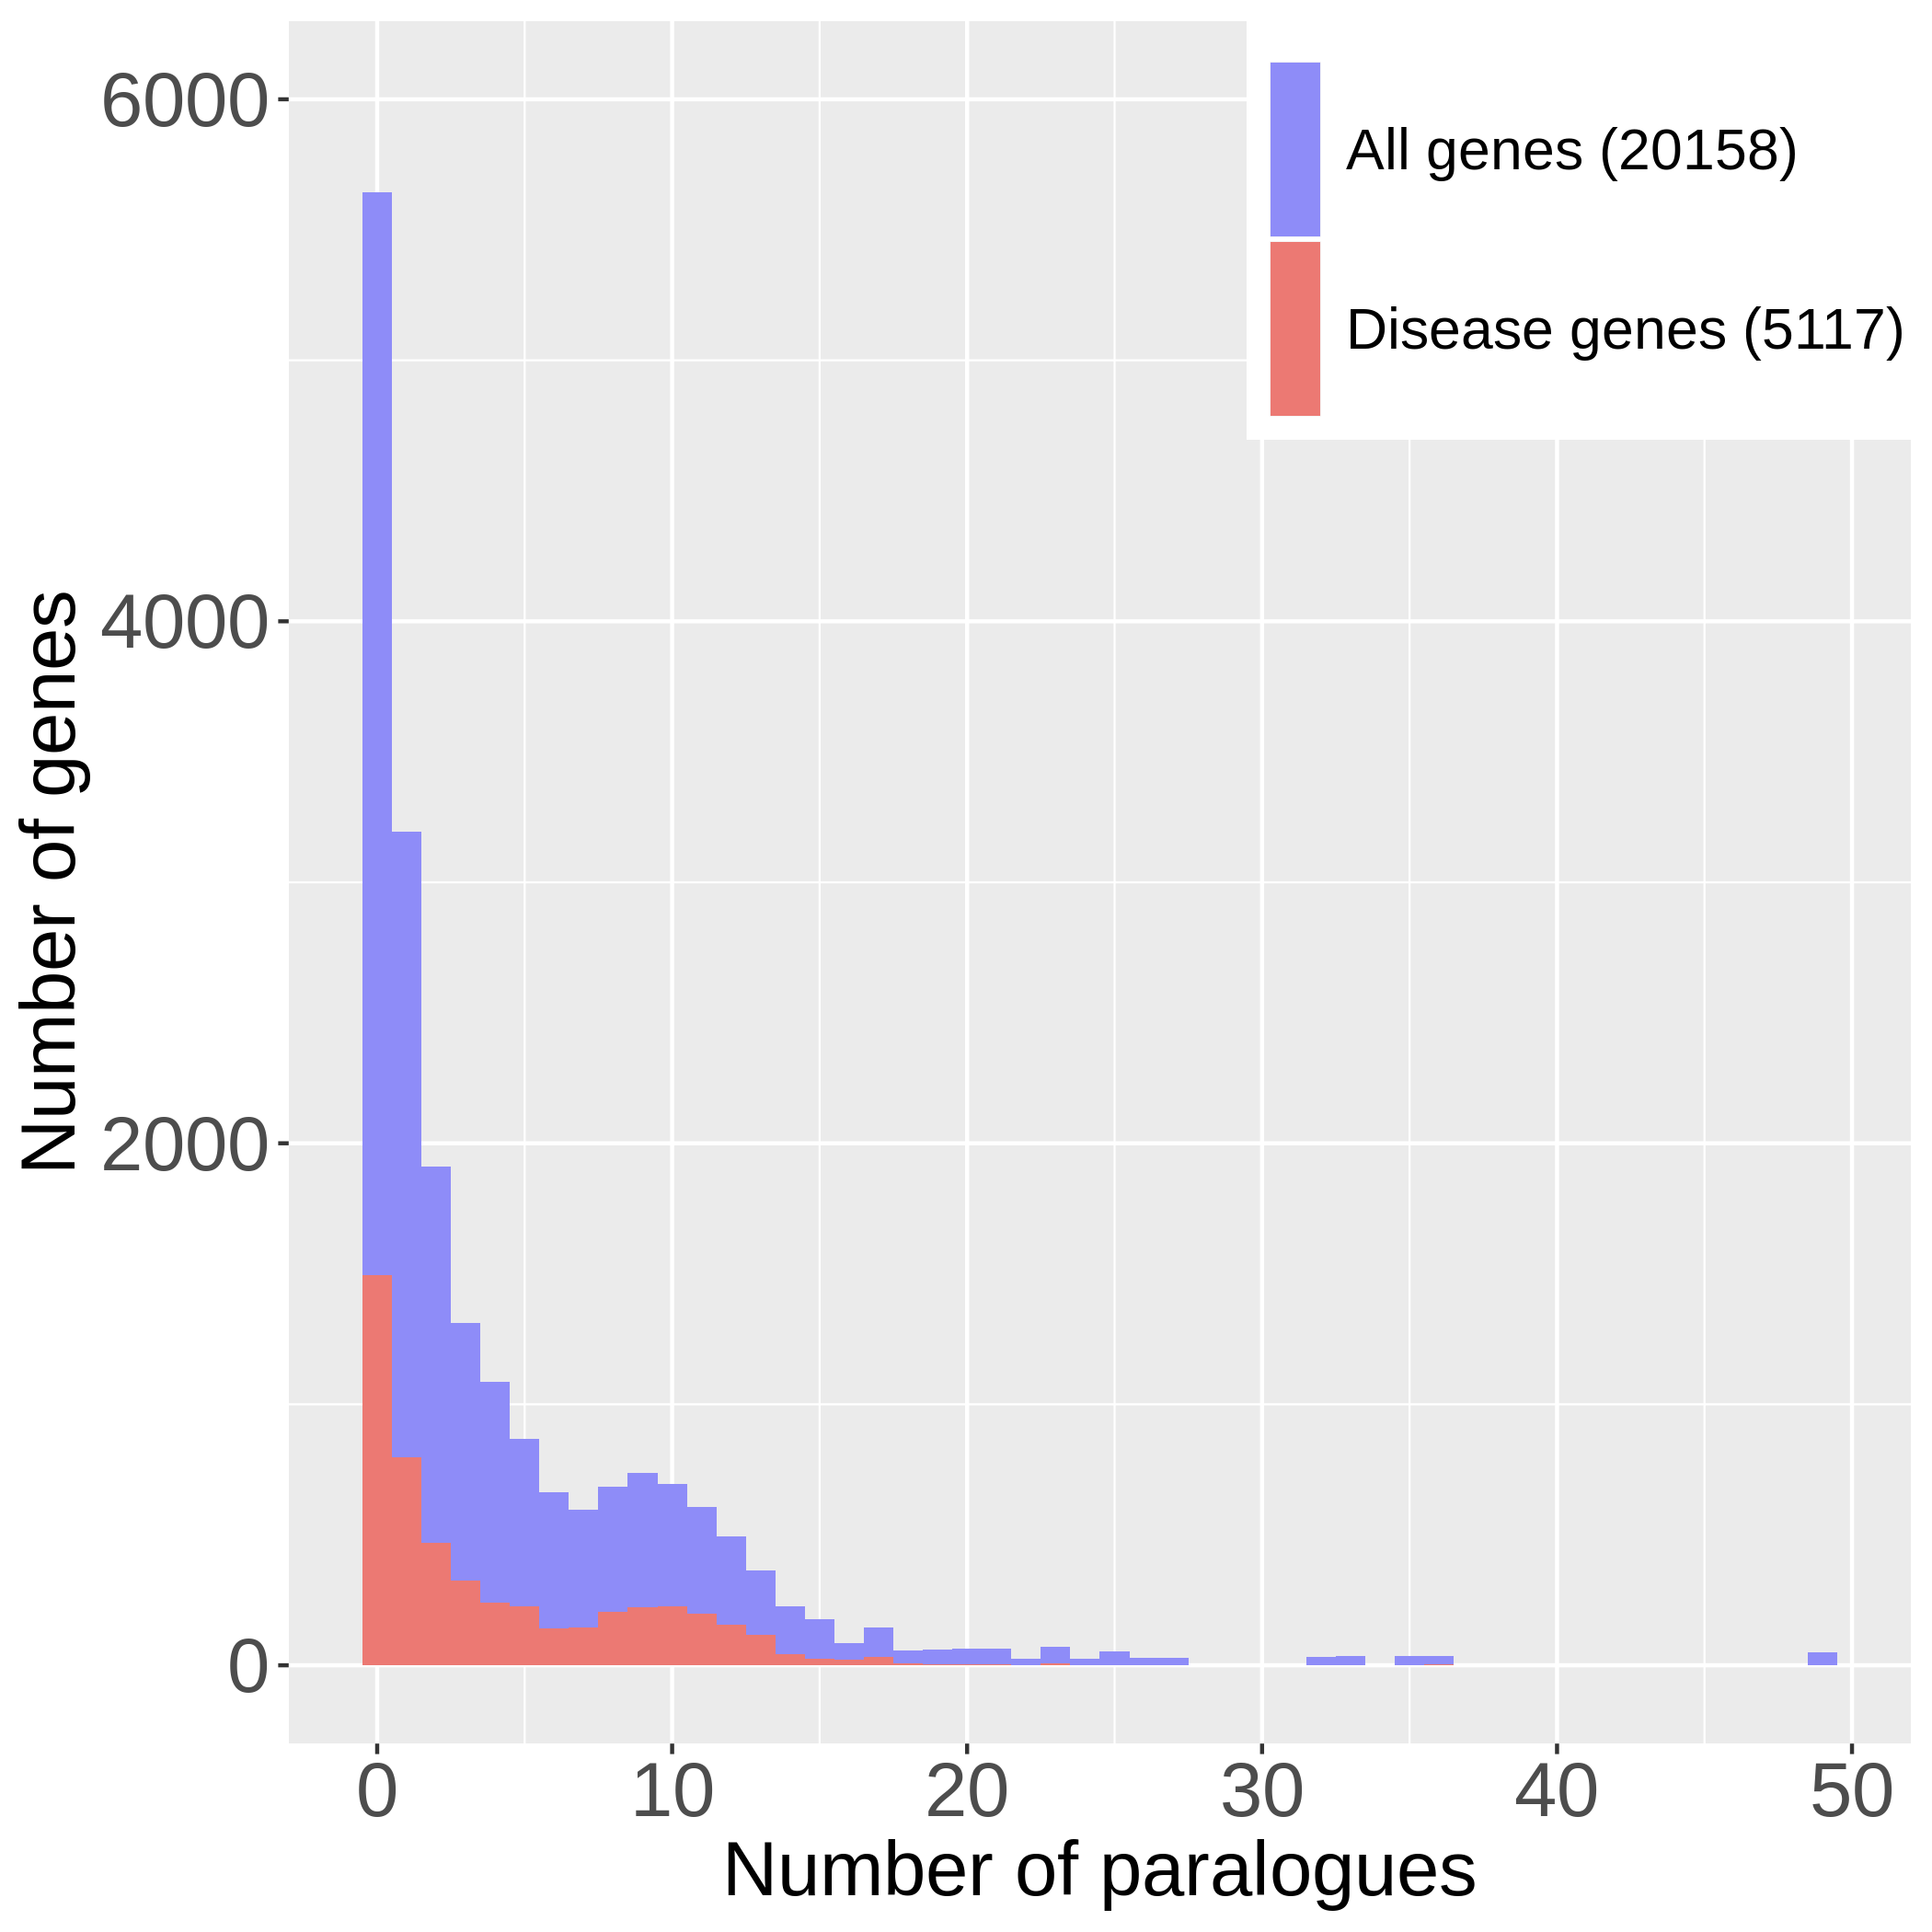 6000
4000
2000
0
Number of genes
All genes (20158)
Disease genes (5117)
0 10 20 30 40 50
Number of paralogues